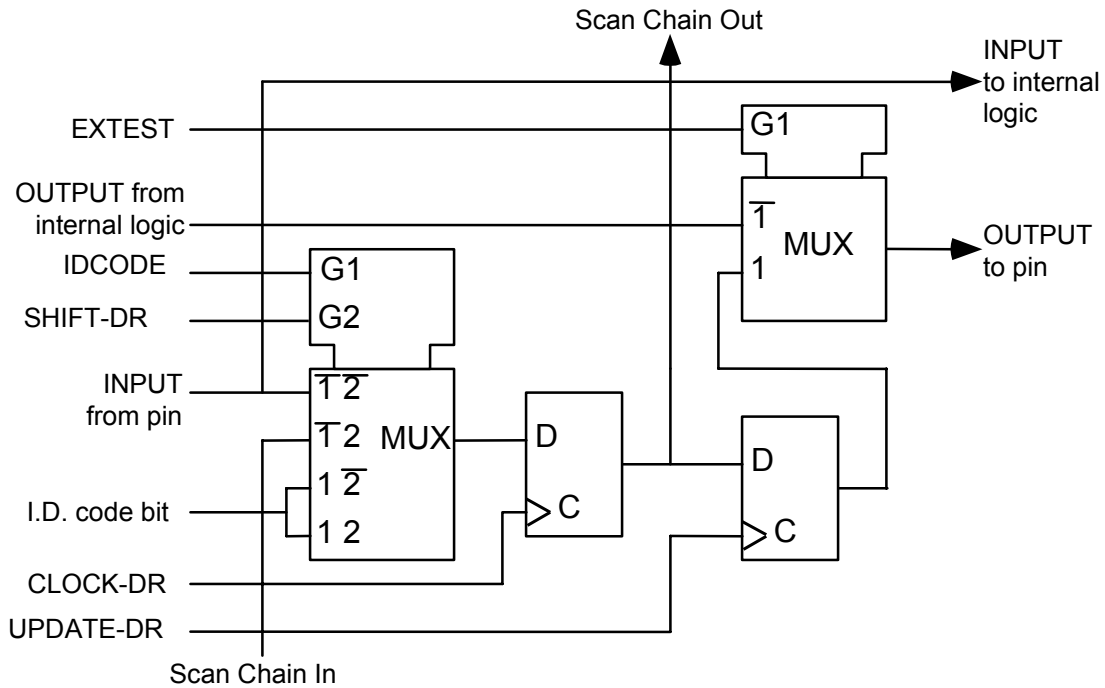 Scan Chain Out
INPUT
to internal
logic
EXTEST
G1
OUTPUT from
internal logic
1̅
MUX
1
OUTPUT
to pin
IDCODE
G1
SHIFT-DR
G2
INPUT
from pin
1̅ 2̅
1̅ 2
MUX
1 2̅
1 2
I.D. code bit
D
C
D
C
CLOCK-DR
UPDATE-DR
Scan Chain In